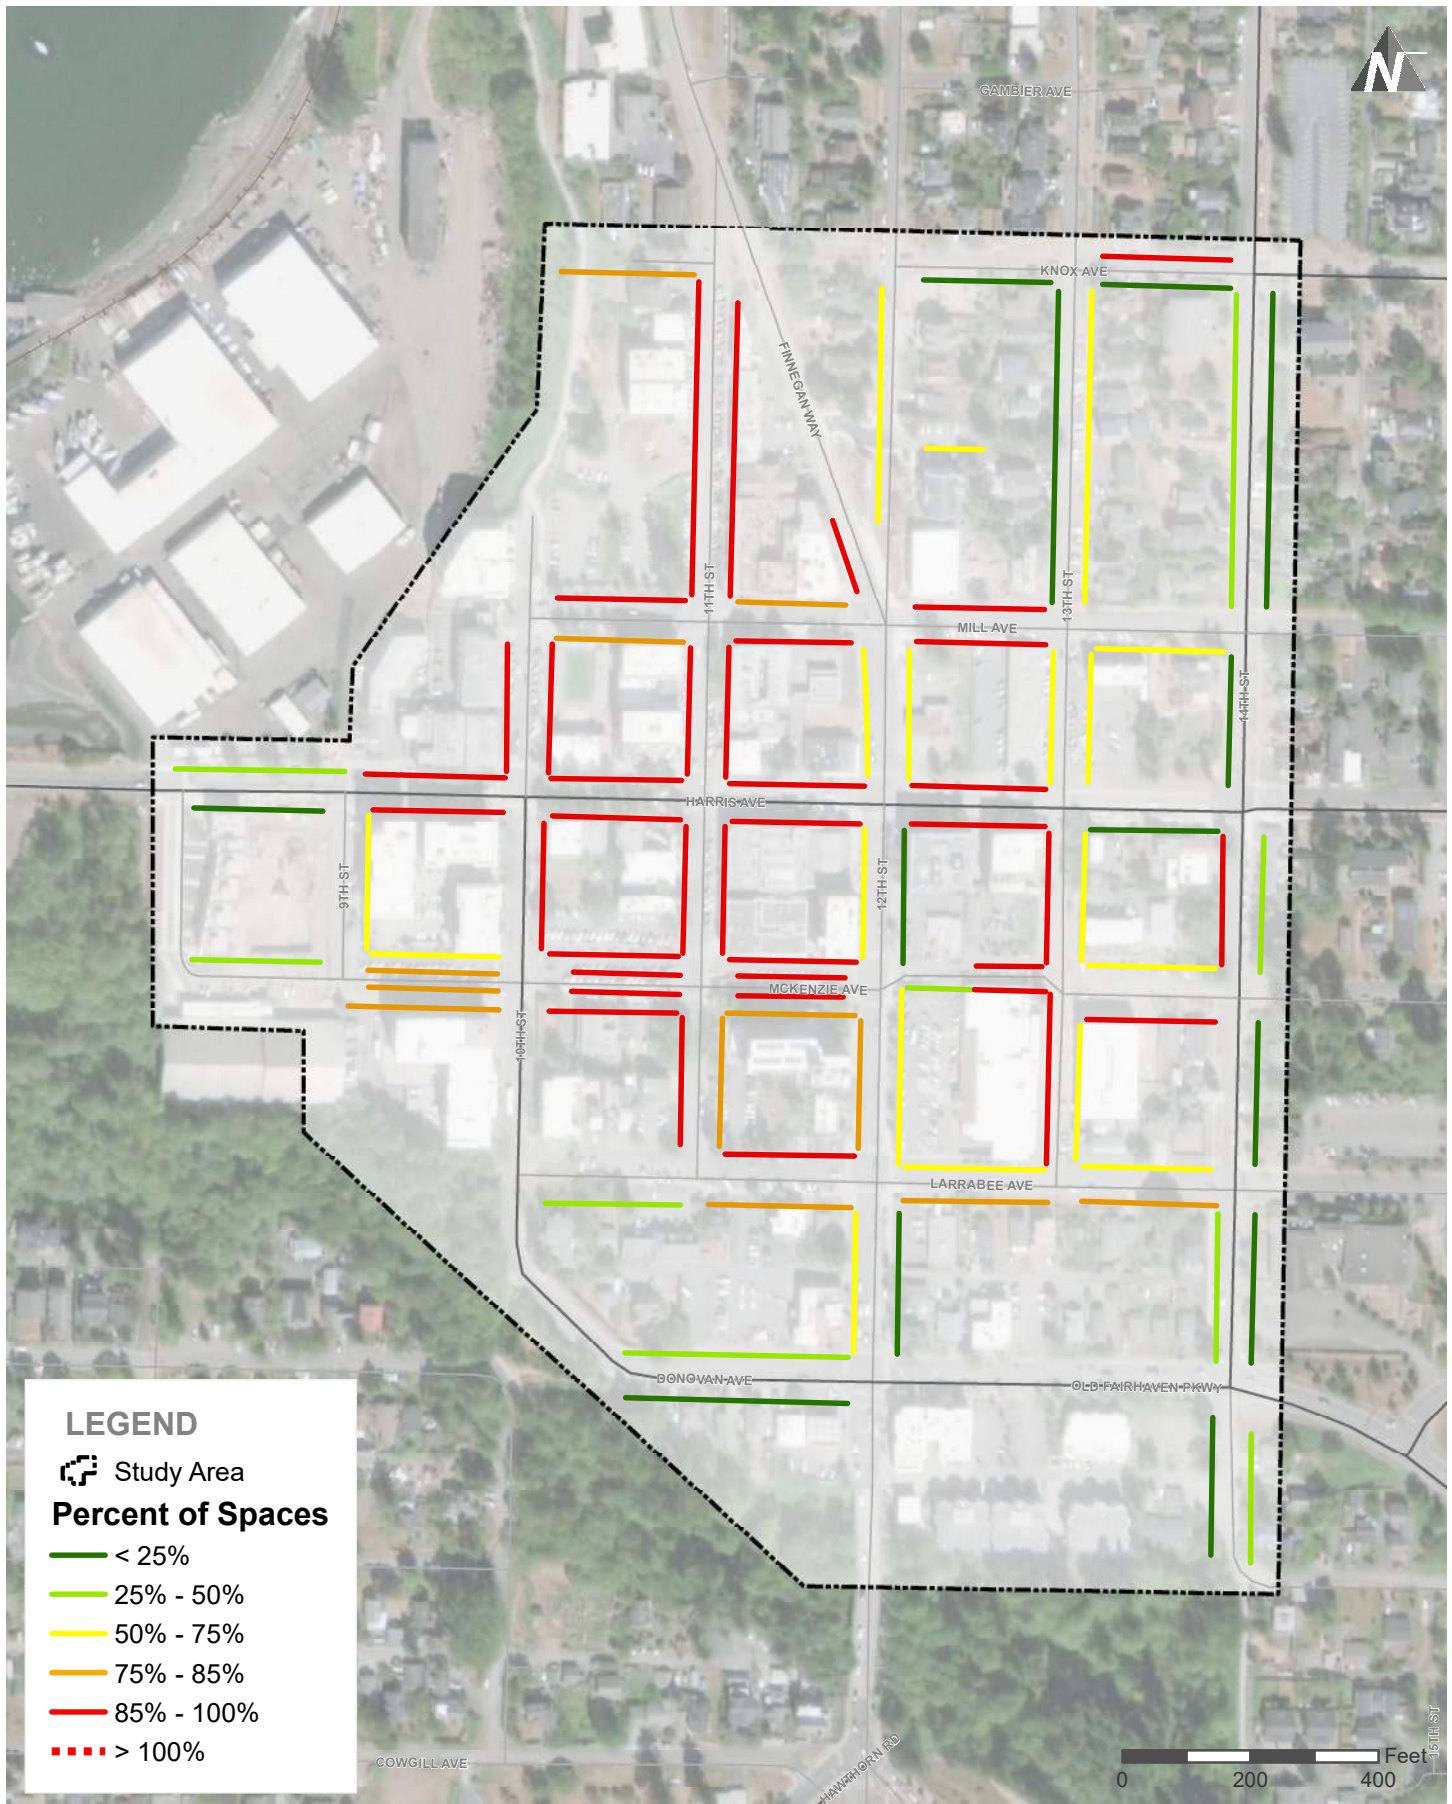 N
GAMBIER AVE
KNOX AVE
FINNEGAN WAY
11TH ST
13TH ST
MILL AVE
14TH ST
HARRIS AVE
9TH ST
12TH ST
MCKENZIE AVE
10TH ST
LARRABEE AVE
DONOVAN AVE
OLD FAIRHAVEN PKWY
LEGEND
Study Area
Percent of Spaces
< 25%
25% - 50%
50% - 75%
75% - 85%
85% - 100%
> 100%
COWGILL AVE
HAWTHORN RD
15TH ST
Feet
0 200 400